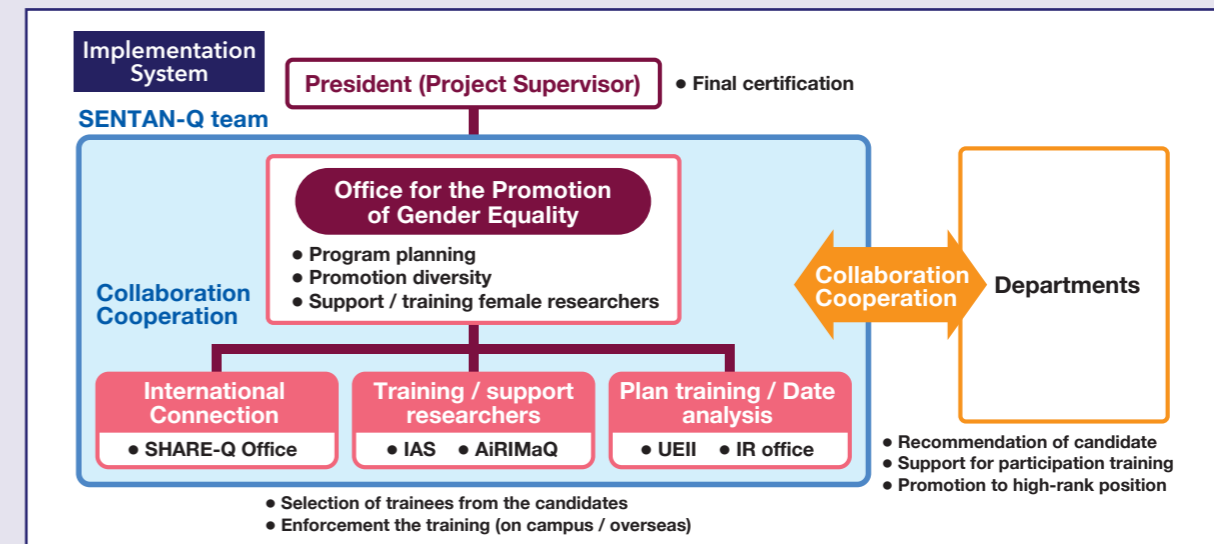 Implementation
System
President (Project Supervisor)
● Final certification
SENTAN-Q team
Office for the Promotion
of Gender Equality
● Program planning
● Promotion diversity
● Support / training female researchers
Collaboration
Cooperation
International
Connection
● SHARE-Q Office
Training / support
researchers
● IAS ● AiRIMaQ
Plan training / Date
analysis
● UEII ● IR office
● Selection of trainees from the candidates
● Enforcement the training (on campus / overseas)
Collaboration
Cooperation
Departments
● Recommendation of candidate
● Support for participation training
● Promotion to high-rank position